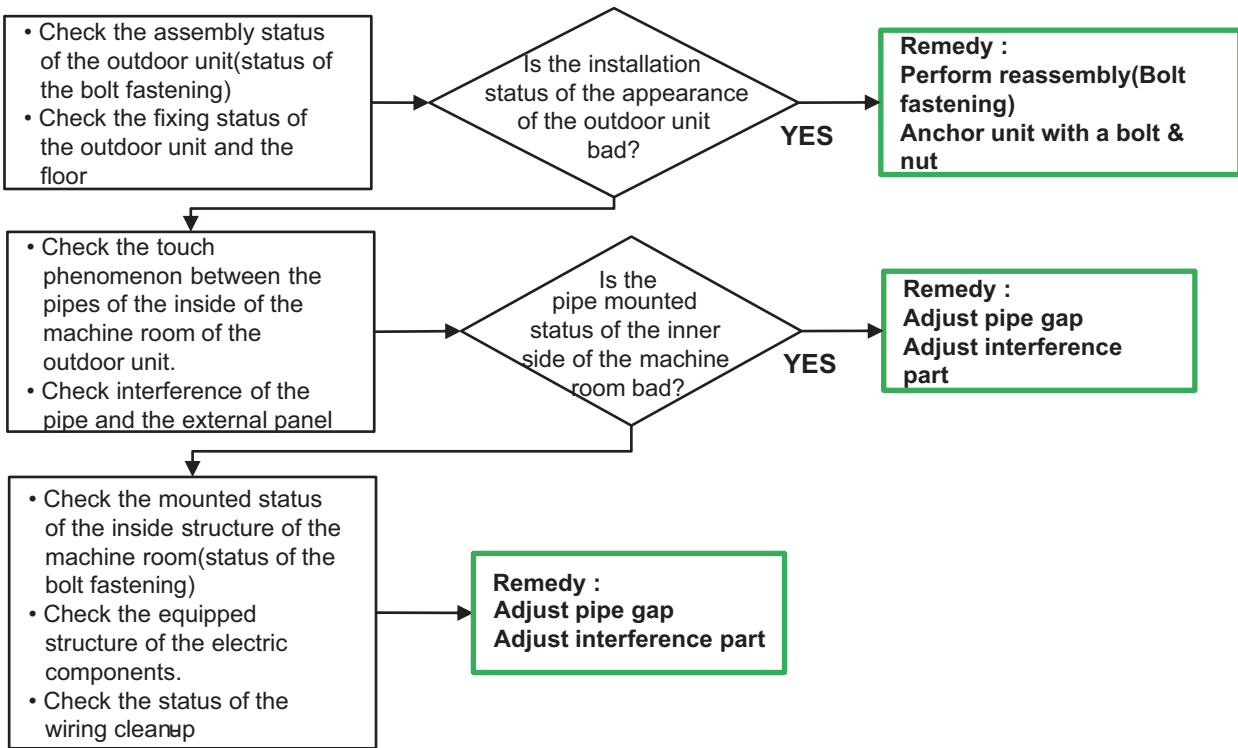 • Check the assembly status
of the outdoor unit(status of
the bolt fastening)
• Check the fixing status of
the outdoor unit and the
floor
Is the installation
status of the appearance
of the outdoor unit
bad?
YES
Remedy :
Perform reassembly(Bolt
fastening)
Anchor unit with a bolt &
nut
• Check the touch
phenomenon between the
pipes of the inside of the
machine room of the
outdoor unit.
• Check interference of the
pipe and the external panel
Is the
pipe mounted
status of the inner
side of the machine
room bad?
YES
Remedy :
Adjust pipe gap
Adjust interference
part
• Check the mounted status
of the inside structure of the
machine room(status of the
bolt fastening)
• Check the equipped
structure of the electric
components.
• Check the status of the
wiring cleanup
Remedy :
Adjust pipe gap
Adjust interference part